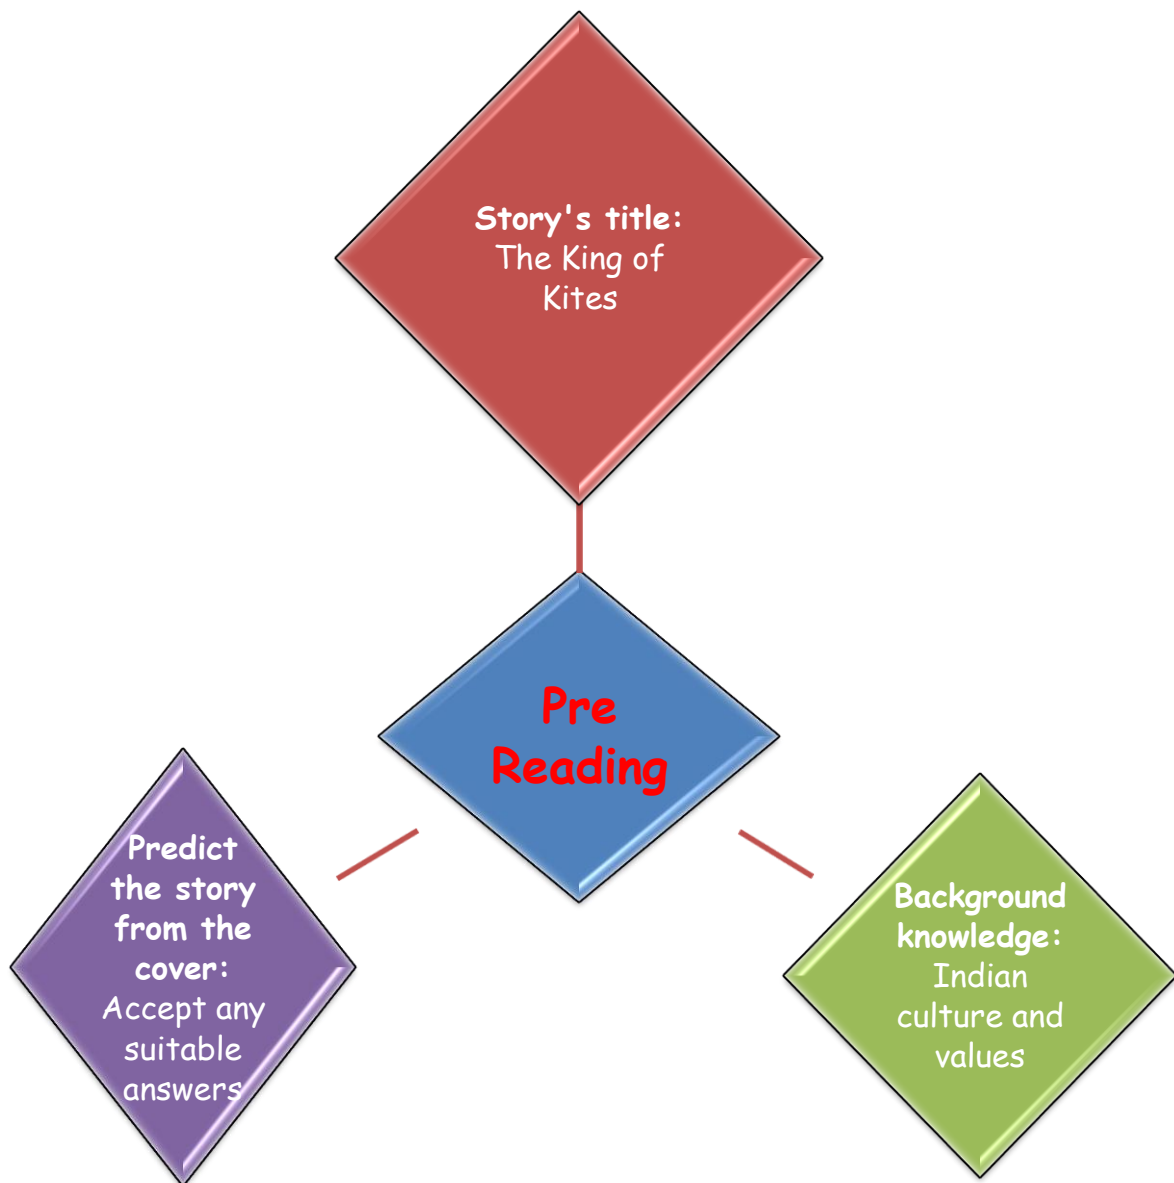 Story's title:
The King of
Kites
Pre
Reading
Predict
the story
from the
cover:
Accept any
suitable
answers
Background
knowledge:
Indian
culture and
values